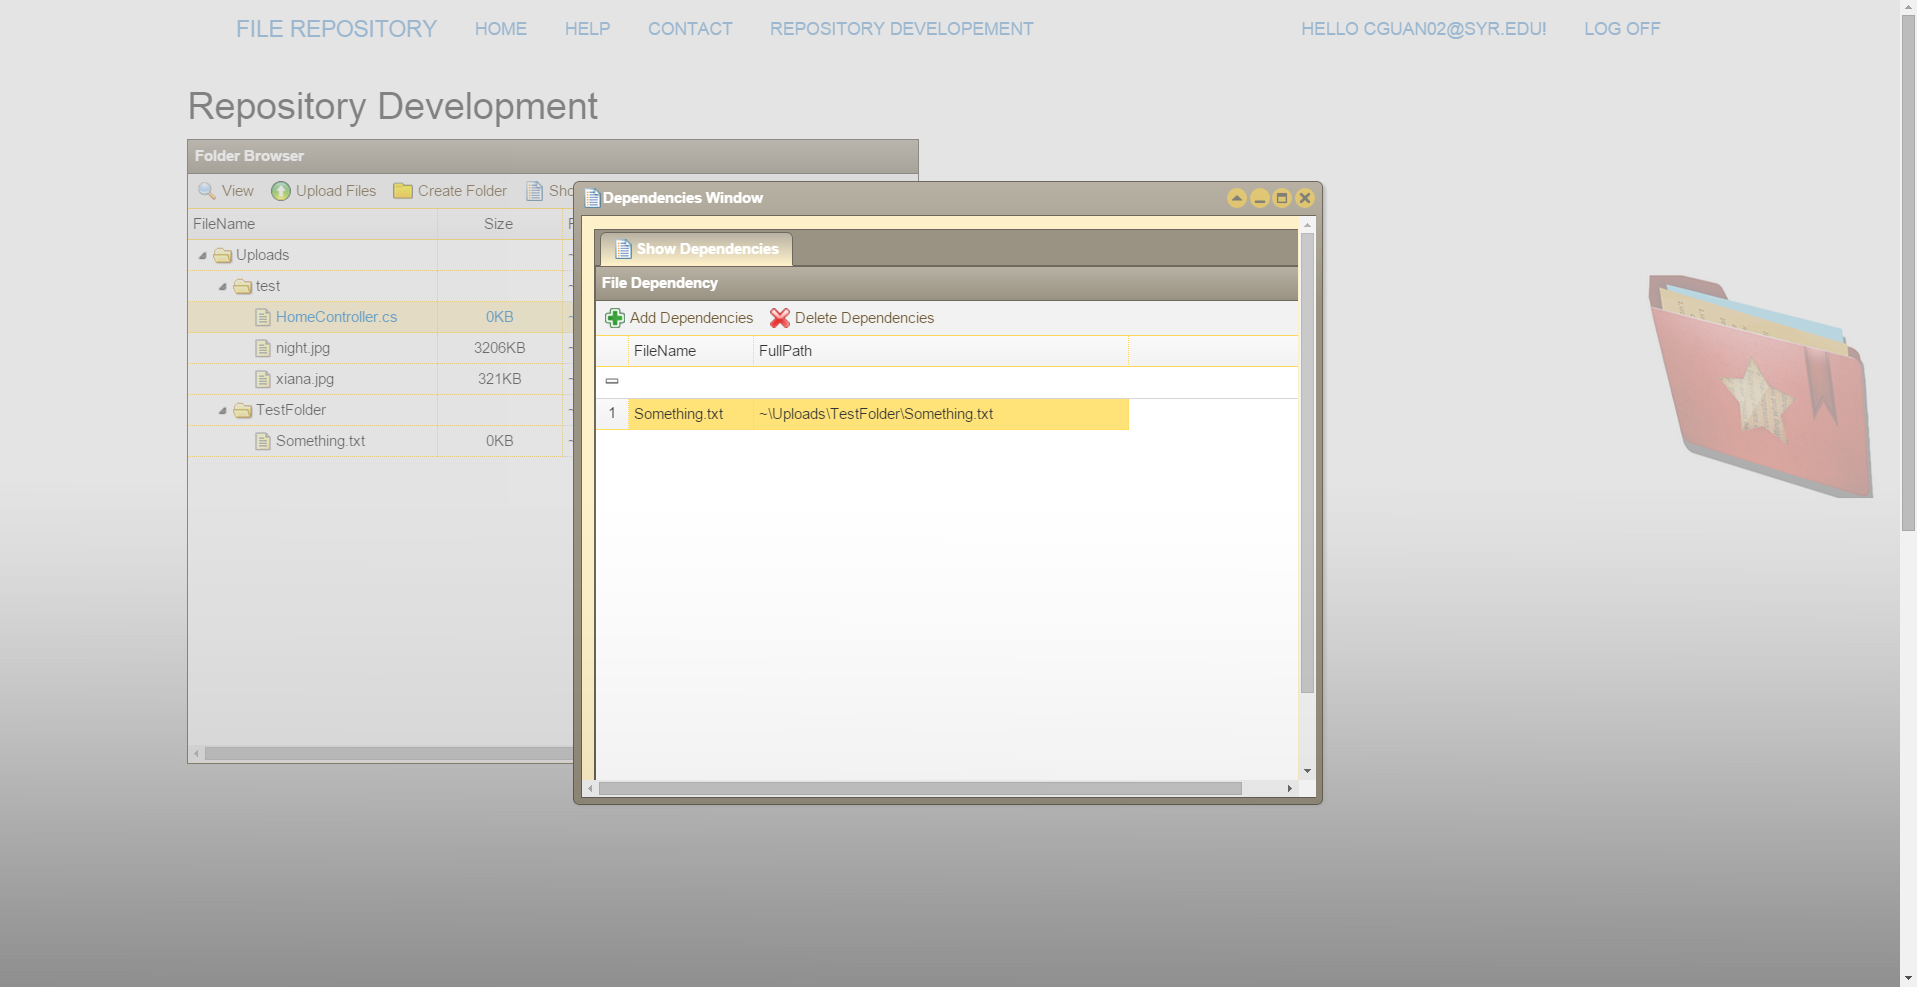 FILE REPOSITORY HOME HELP CONTACT REPOSITORY DEVELOPEMENT HELLO CGUAN02@SYR.EDU! LOG OFF
Repository Development
Folder Browser
View Upload Files Create Folder Sho
FileName Size
Uploads
test
HomeController.cs 0KB
night.jpg 3206KB
xiana.jpg 321KB
TestFolder
Something.txt 0KB
Dependencies Window
Show Dependencies
File Dependency
Add Dependencies Delete Dependencies
FileName FullPath
1 Something.txt ~\Uploads\TestFolder\Something.txt